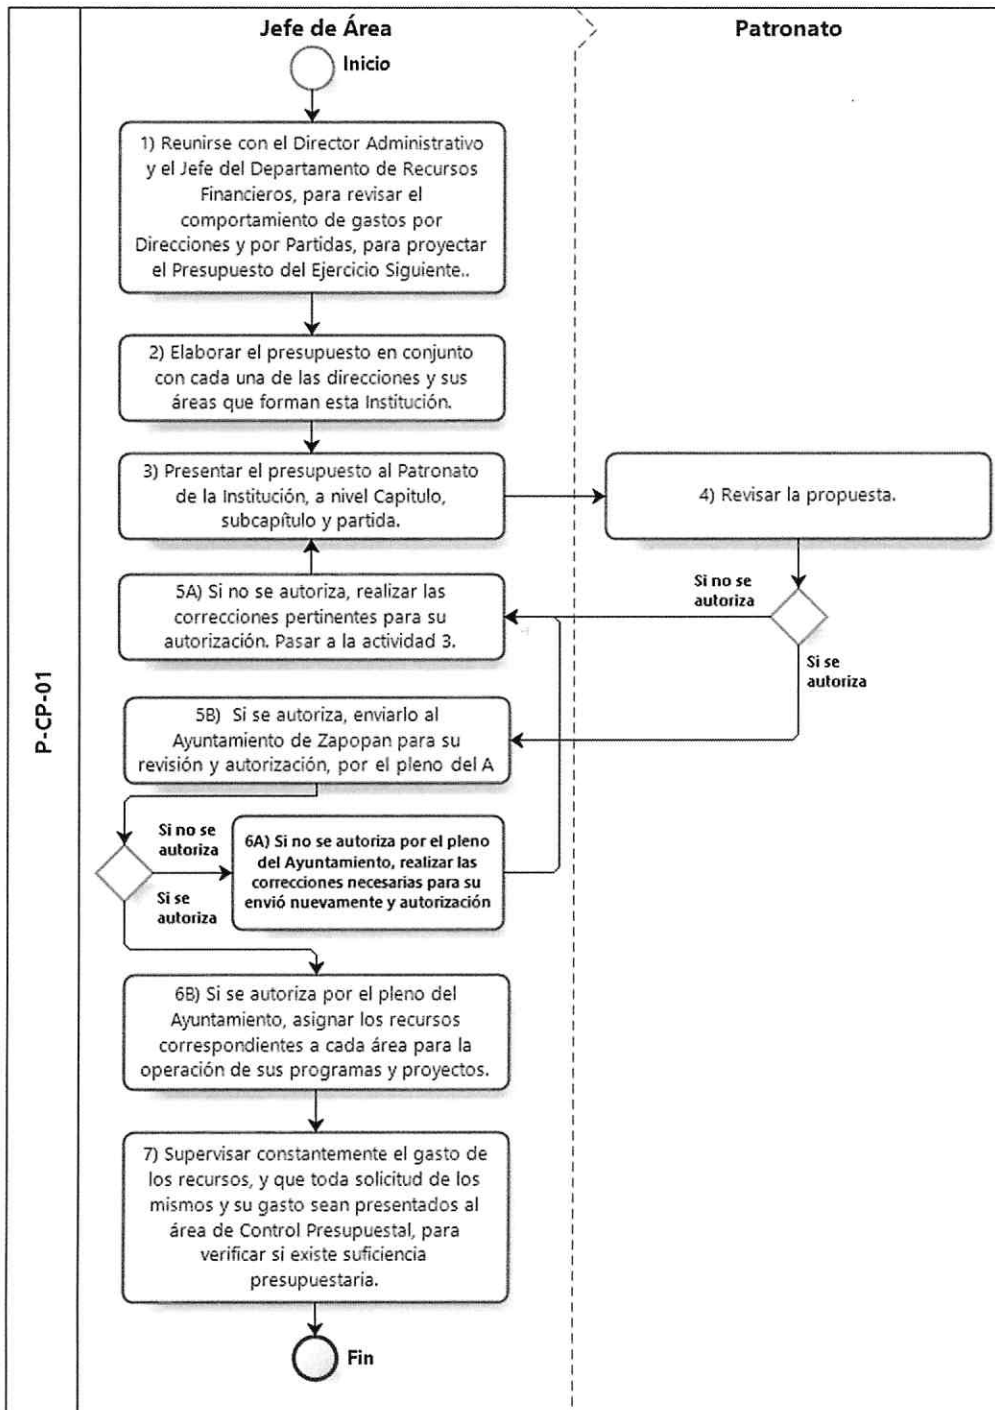 Jefe de Área
Patronato
Inicio
1) Reunirse con el Director Administrativo
y el Jefe del Departamento de Recursos
Financieros, para revisar el
comportamiento de gastos por
Direcciones y por Partidas, para proyectar
el Presupuesto del Ejercicio Siguiente..
2) Elaborar el presupuesto en conjunto
con cada una de las direcciones y sus
áreas que forman esta Institución.
3) Presentar el presupuesto al Patronato
de la Institución, a nivel Capitulo,
subcapítulo y partida.
4) Revisar la propuesta.
Si no se
autoriza
Si se
autoriza
5A) Si no se autoriza, realizar las
correcciones pertinentes para su
autorización. Pasar a la actividad 3.
5B) Si se autoriza, enviarlo al
Ayuntamiento de Zapopan para su
revisión y autorización, por el pleno del A
Si no se
autoriza
Si se
autoriza
6A) Si no se autoriza por el pleno
del Ayuntamiento, realizar las
correcciones necesarias para su
envió nuevamente y autorización
6B) Si se autoriza por el pleno del
Ayuntamiento, asignar los recursos
correspondientes a cada área para la
operación de sus programas y proyectos.
7) Supervisar constantemente el gasto de
los recursos, y que toda solicitud de los
mismos y su gasto sean presentados al
área de Control Presupuestal, para
verificar si existe suficiencia
presupuestaria.
Fin
P-CP-01